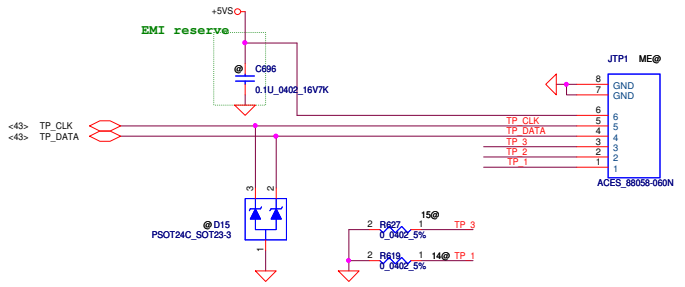 +5VS
EMI reserve
@ C696
0.1U_0402_16V7K
JTP1 ME@
8 GND
7 GND
6 6
TP_CLK 5 5
TP_DATA 4 4
TP_3 3 3
TP_2 2 2
TP_1 1 1
ACES_88058-060N
<43> TP_CLK
<43> TP_DATA
3 2
@ D15
PSOT24C_SOT23-3
1
15@
2 R627 1 TP_3
0_0402_5%
2 R619 1 14@ TP_1
0_0402_5%